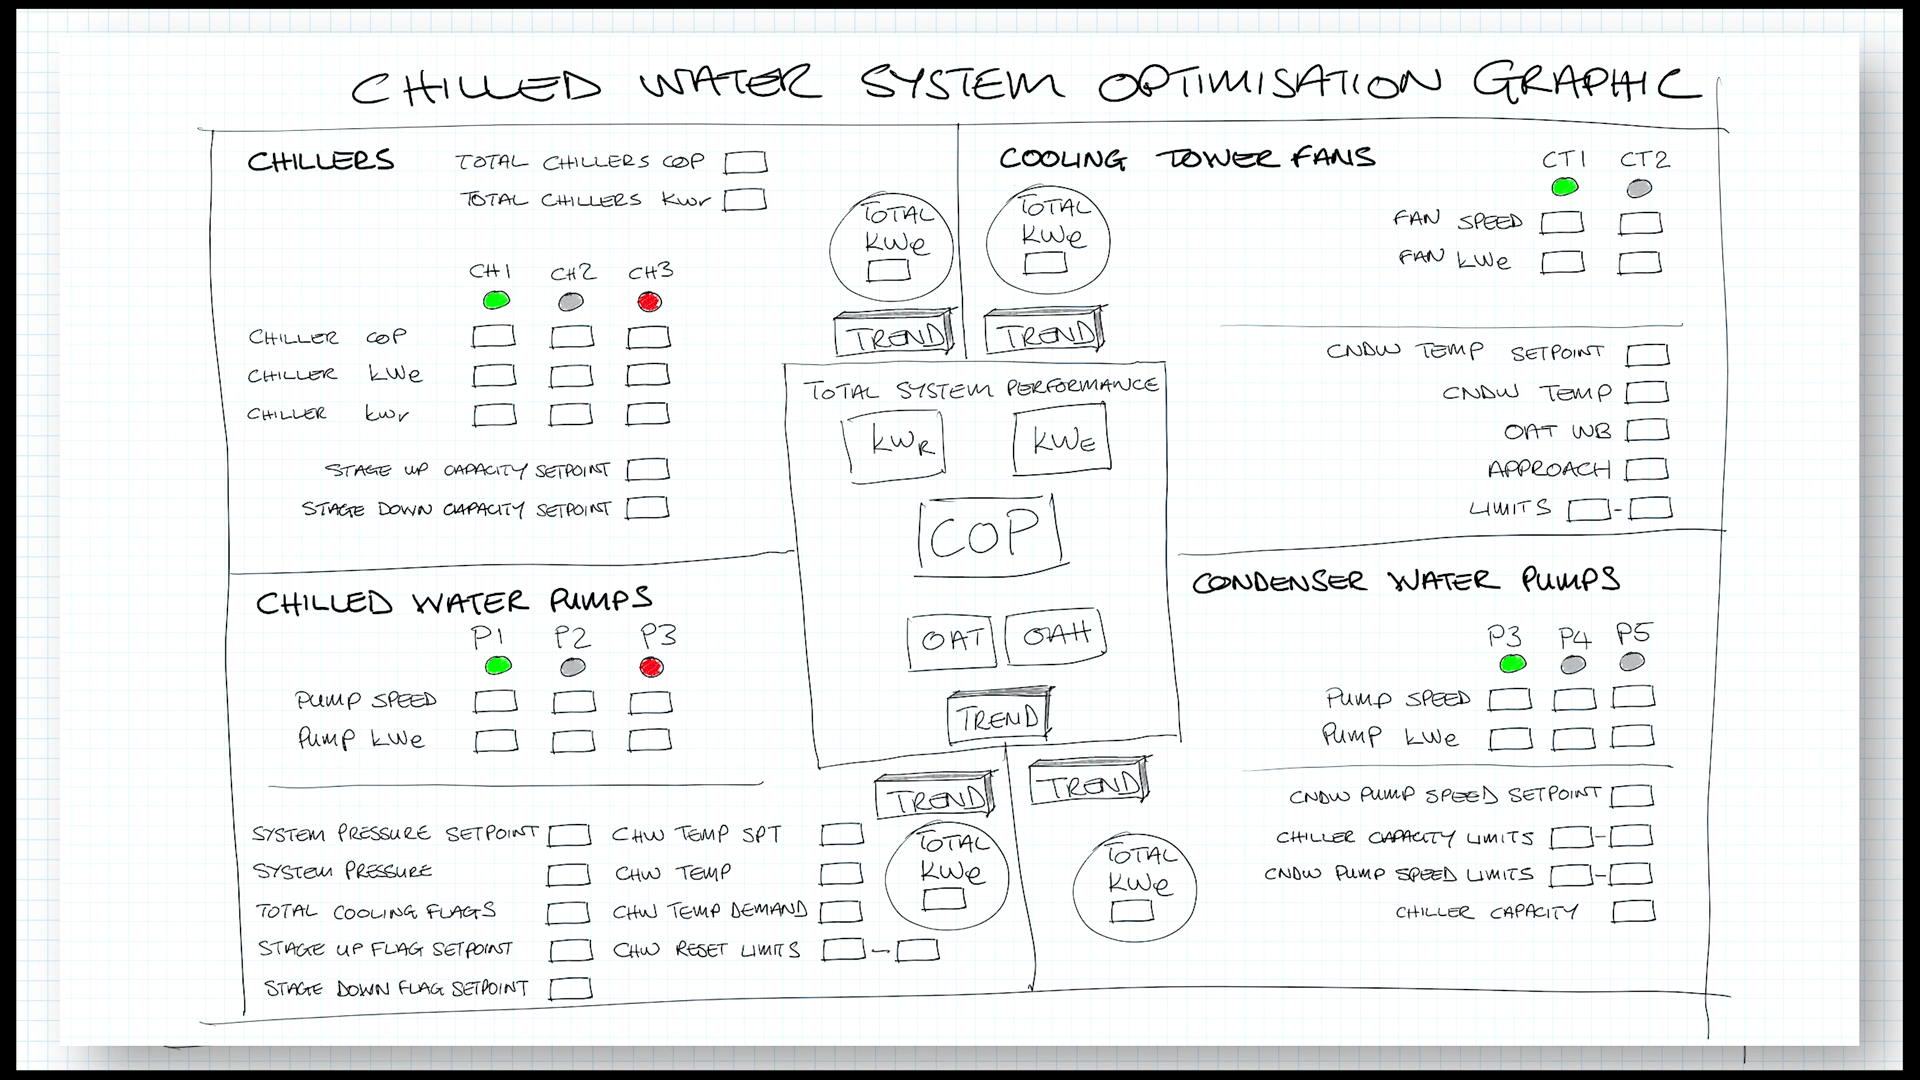 CHILLED WATER SYSTEM OPTIMISATION GRAPHIC
CHILLERS
TOTAL CHILLERS COP
TOTAL CHILLERS kWr
TOTAL
kWe
TREND
CH1 CH2 CH3
CHILLER COP
CHILLER kWe
CHILLER kWr
STAGE UP CAPACITY SETPOINT
STAGE DOWN CAPACITY SETPOINT
COOLING TOWER FANS
TOTAL
kWe
TREND
CT1 CT2
FAN SPEED
FAN kWe
CNDW TEMP SETPOINT
CNDW TEMP
OAT WB
APPROACH
LIMITS -
TOTAL SYSTEM PERFORMANCE
kWR kWE
COP
OAT OAH
TREND
CHILLED WATER PUMPS
P1 P2 P3
PUMP SPEED
PUMP kWe
SYSTEM PRESSURE SETPOINT
SYSTEM PRESSURE
TOTAL COOLING FLAGS
STAGE UP FLAG SETPOINT
STAGE DOWN FLAG SETPOINT
CHW TEMP SPT
CHW TEMP
CHW TEMP DEMAND
CHW RESET LIMITS -
TREND
TOTAL
kWe
CONDENSER WATER PUMPS
P3 P4 P5
PUMP SPEED
PUMP kWe
TREND
TOTAL
kWe
CNDW PUMP SPEED SETPOINT
CHILLER CAPACITY LIMITS -
CNDW PUMP SPEED LIMITS -
CHILLER CAPACITY